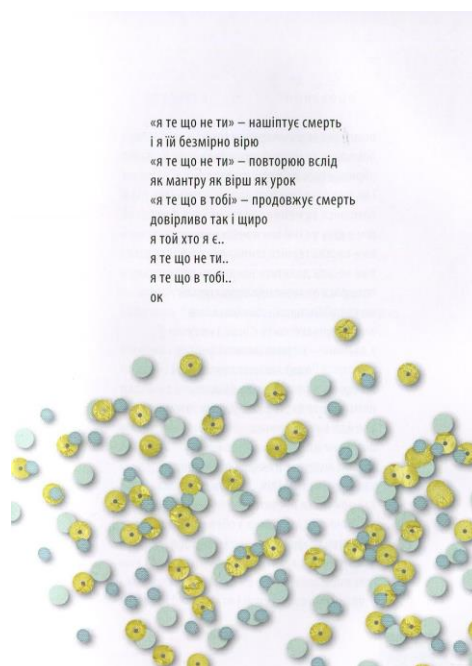 «я те що не ти» – нашіптує смерть
і я їй безмірно вірю
«я те що не ти» – повторюю вслід
як мантру як вірш як урок
«я те що в тобі» – продовжує смерть
довірливо так і щиро
я той хто я є..
я те що не ти..
я те що в тобі..
ок